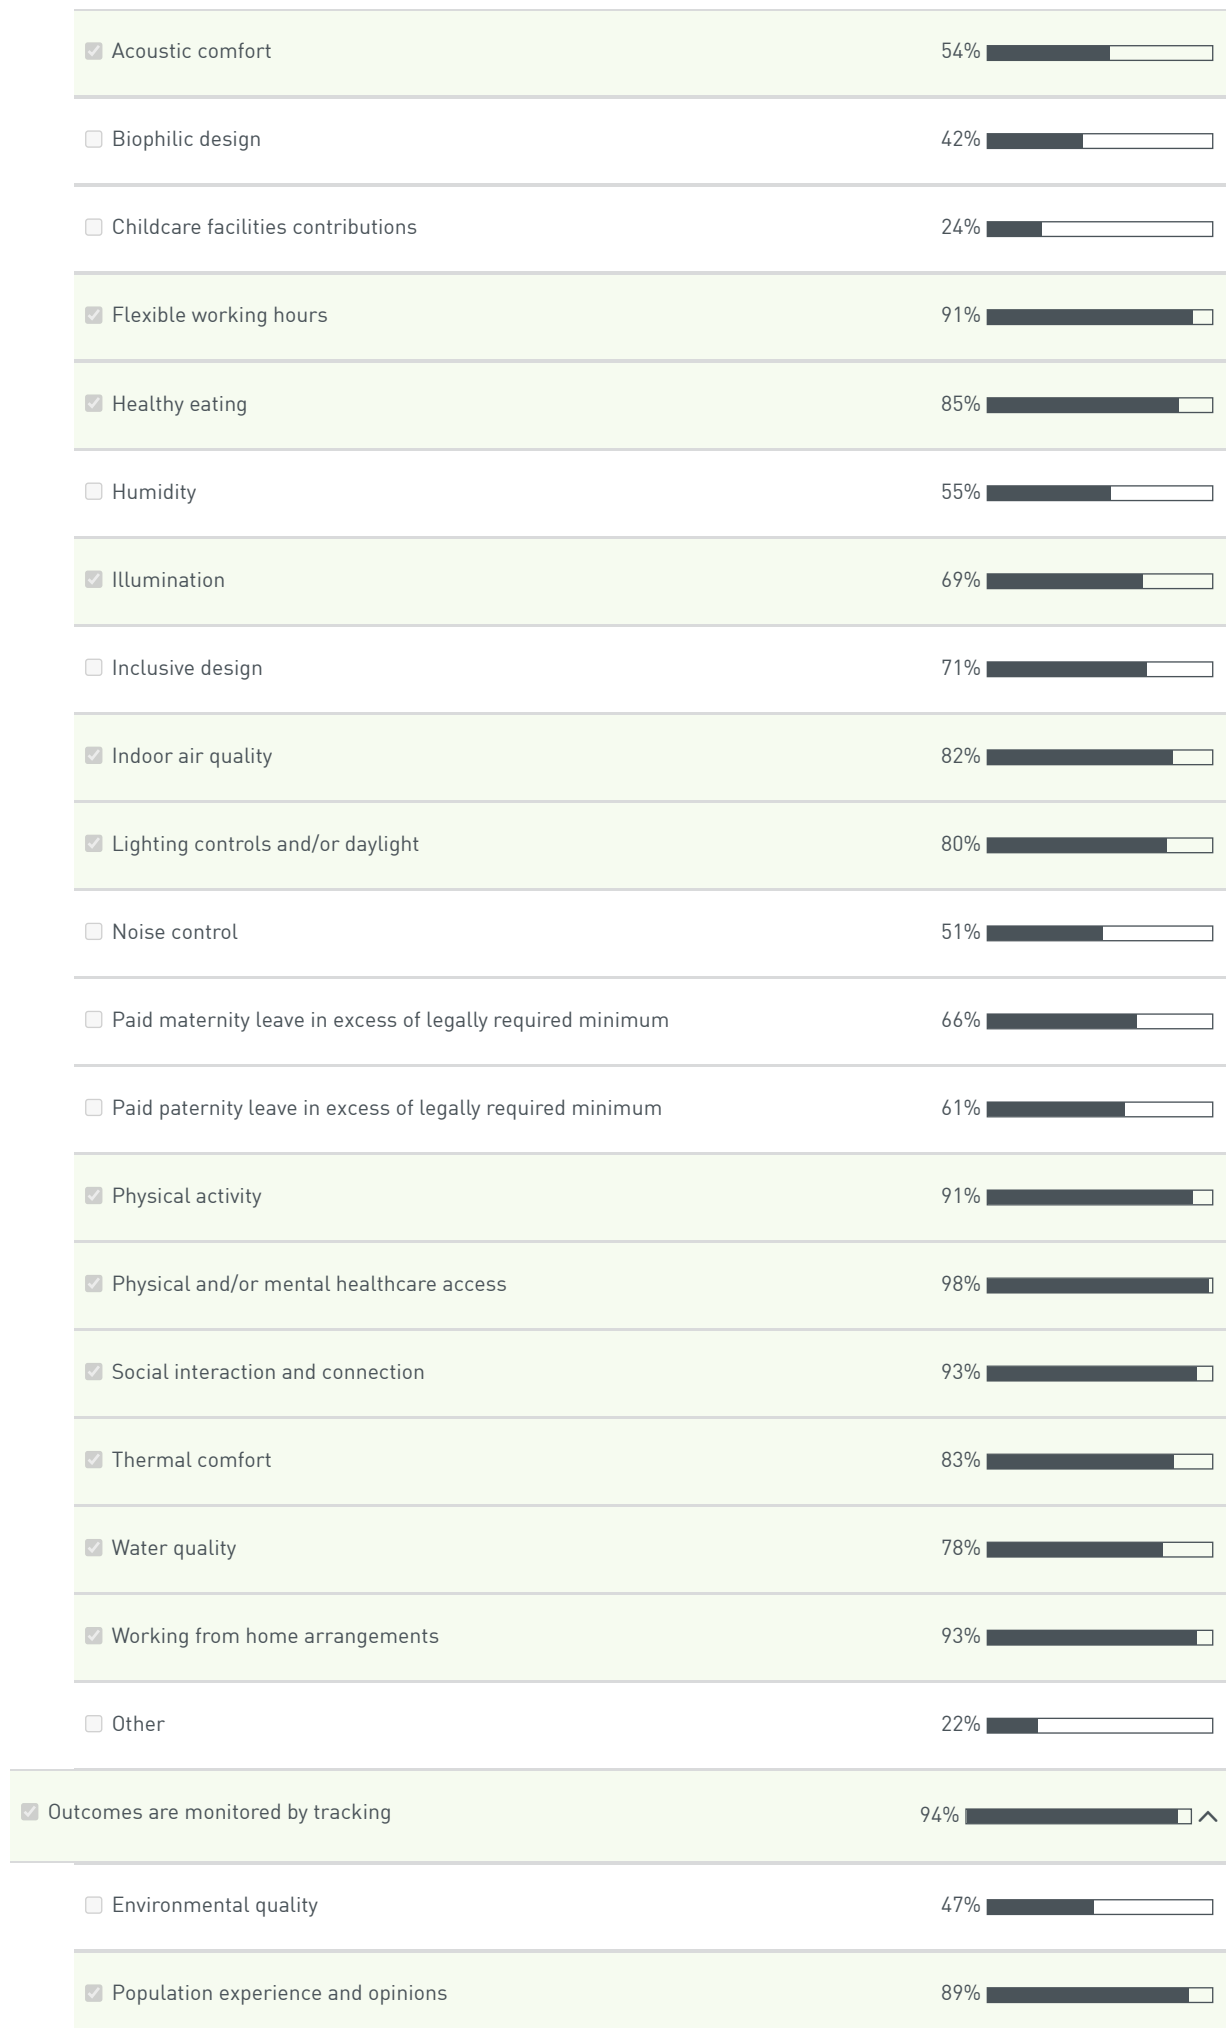 Acoustic comfort 54%
Biophilic design 42%
Childcare facilities contributions 24%
Flexible working hours 91%
Healthy eating 85%
Humidity 55%
Illumination 69%
Inclusive design 71%
Indoor air quality 82%
Lighting controls and/or daylight 80%
Noise control 51%
Paid maternity leave in excess of legally required minimum 66%
Paid paternity leave in excess of legally required minimum 61%
Physical activity 91%
Physical and/or mental healthcare access 98%
Social interaction and connection 93%
Thermal comfort 83%
Water quality 78%
Working from home arrangements 93%
Other 22%
Outcomes are monitored by tracking 94%
Environmental quality 47%
Population experience and opinions 89%